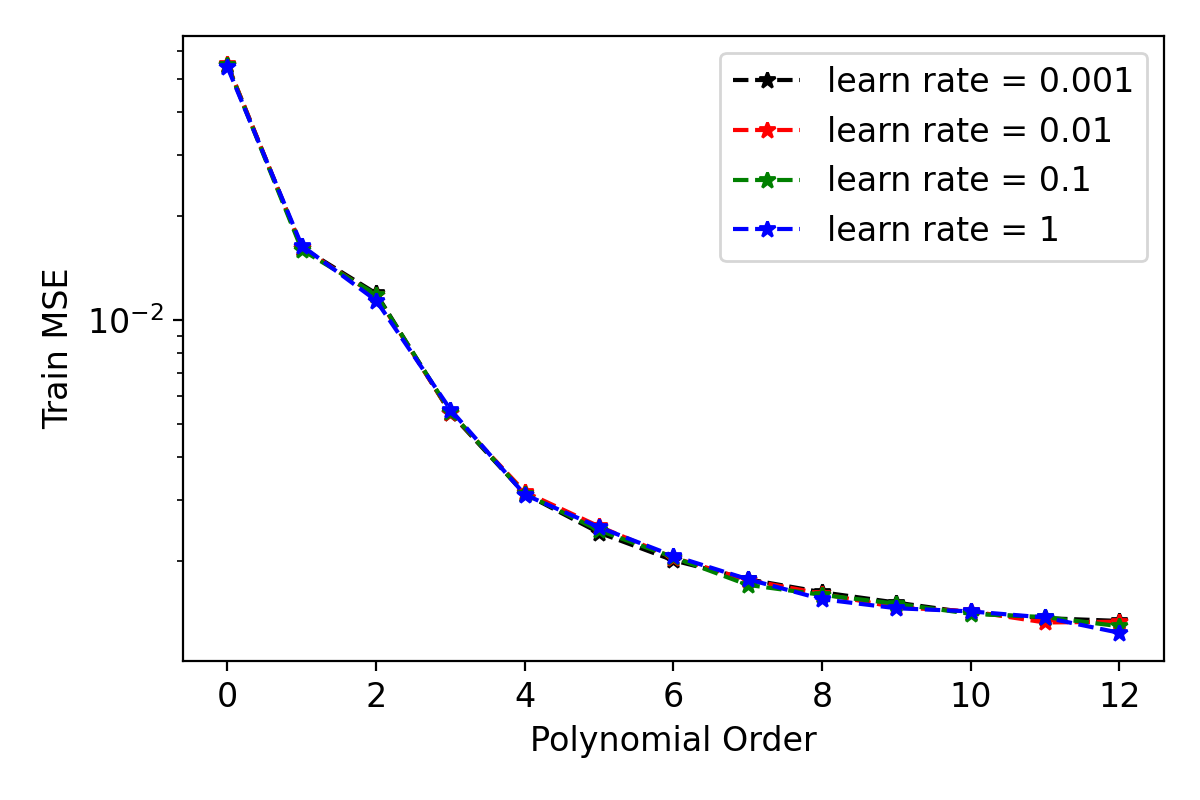 learn rate = 0.001
learn rate = 0.01
learn rate = 0.1
learn rate = 1
Train MSE
10⁻²
0 2 4 6 8 10 12
Polynomial Order